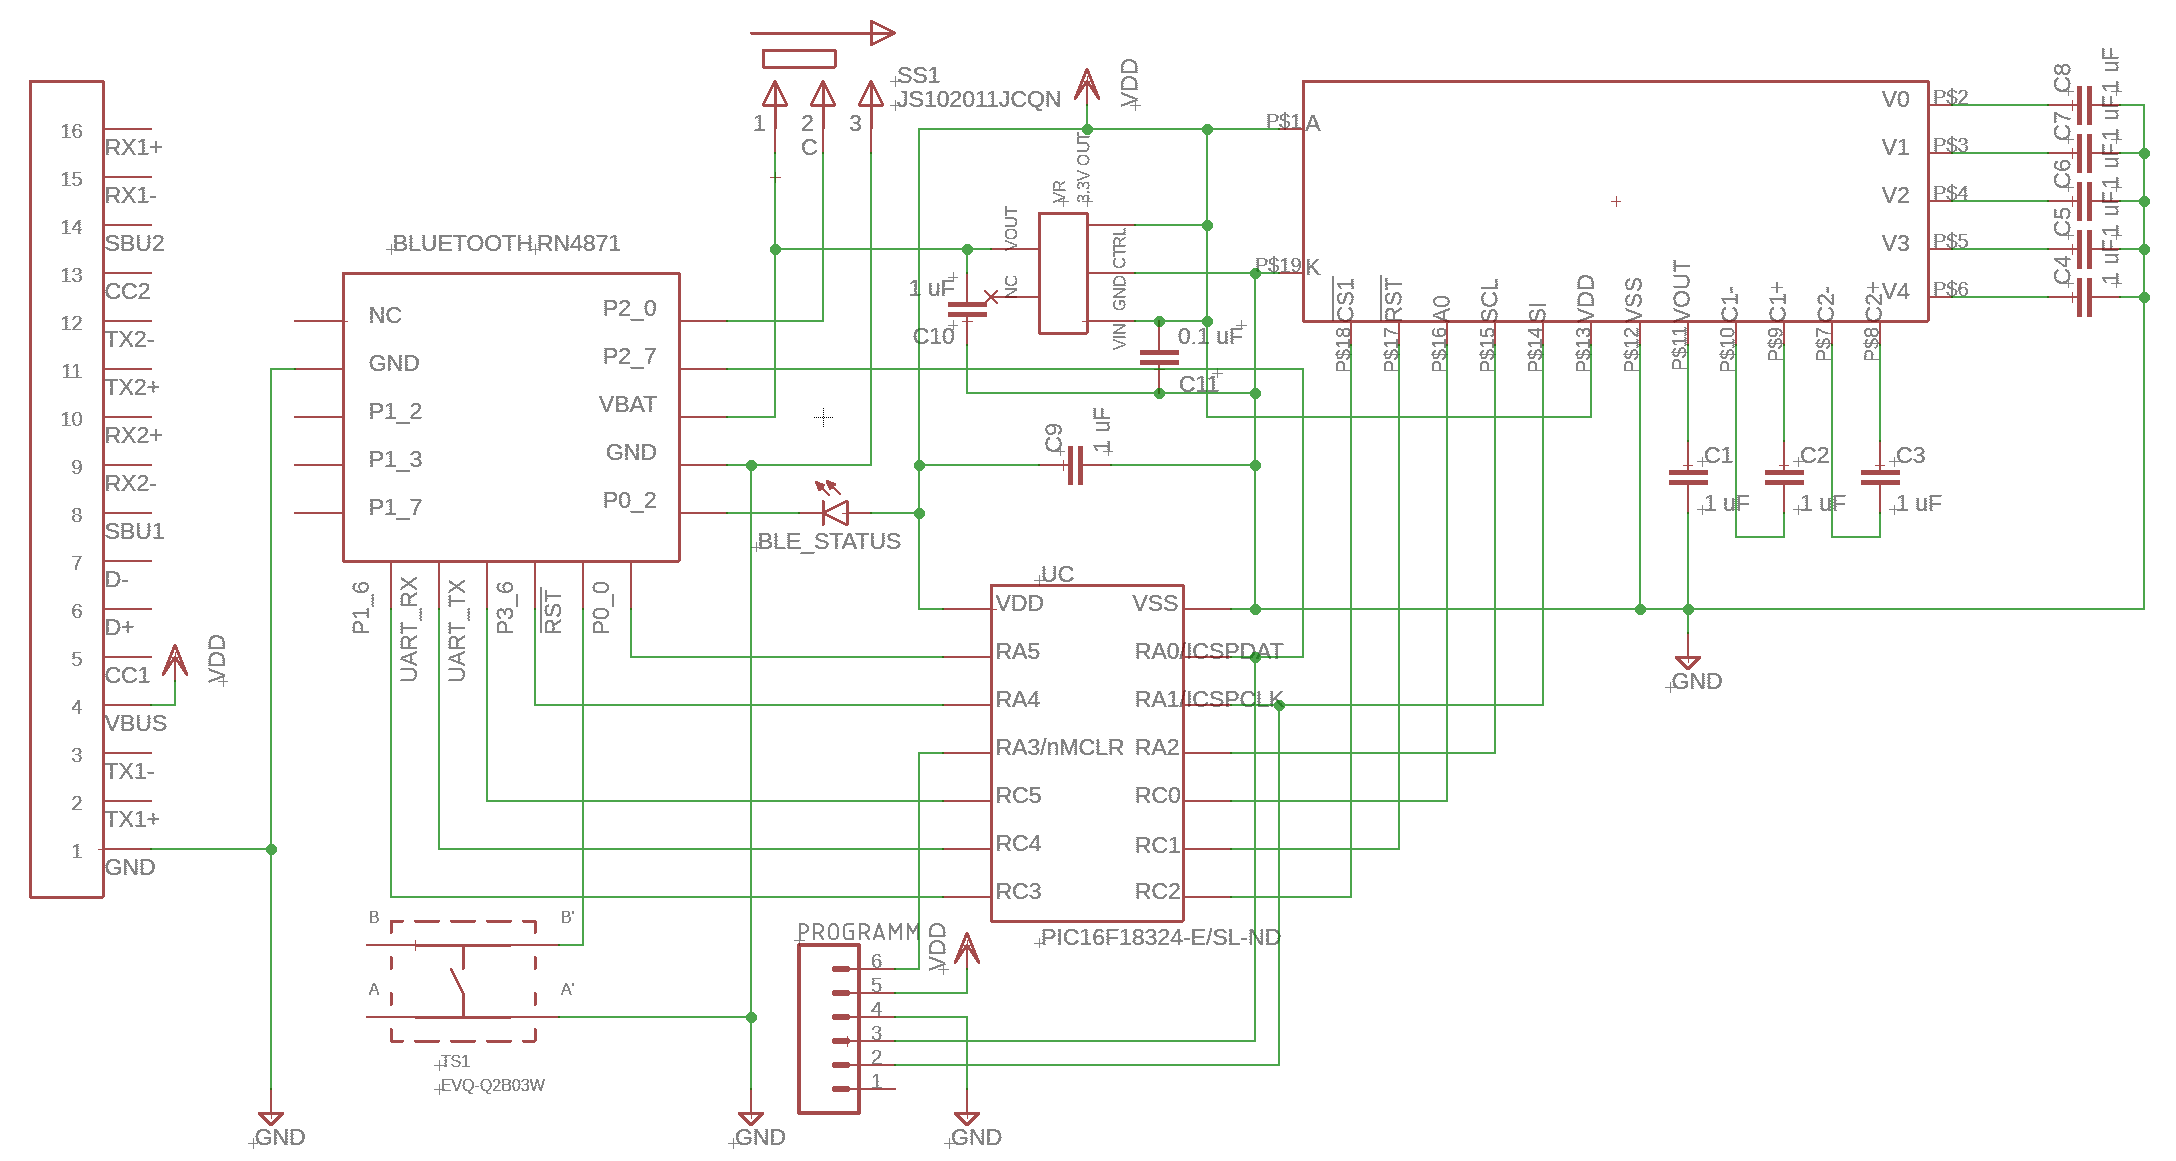 SS1
JS102011JCQN
1
2
3
C
VDD
16
RX1+
15
RX1-
14
SBU2
13
CC2
12
TX2-
11
TX2+
10
RX2+
9
RX2-
8
SBU1
7
D-
6
D+
5
CC1
4
VBUS
3
TX1-
2
TX1+
1
GND
VDD
BLUETOOTH RN4871
NC
GND
P1_2
P1_3
P1_7
P2_0
P2_7
VBAT
GND
P0_2
P1_6
UART_RX
UART_TX
P3_6
RST
P0_0
BLE_STATUS
VR
3.3V OUT
VOUT
NC
CTRL
GND
VIN
1 uF
C10
0.1 uF
C11
C9
1 uF
P$1
A
P$19
K
V0
P$2
V1
P$3
V2
P$4
V3
P$5
V4
P$6
C8
1 uF
C7
1 uF
C6
1 uF
C5
1 uF
C4
1 uF
CS1
RST
A0
SCL
SI
VDD
VSS
VOUT
C1-
C1+
C2-
C2+
P$18
P$17
P$16
P$15
P$14
P$13
P$12
P$11
P$10
P$9
P$7
P$8
C1
1 uF
C2
1 uF
C3
1 uF
GND
UC
VDD
VSS
RA5
RA0/ICSPDAT
RA4
RA1/ICSPCLK
RA3/nMCLR
RA2
RC5
RC0
RC4
RC1
RC3
RC2
PIC16F18324-E/SL-ND
B
B'
A
A'
TS1
EVQ-Q2B03W
PROGRAMM
VDD
6
5
4
3
2
1
GND
GND
GND